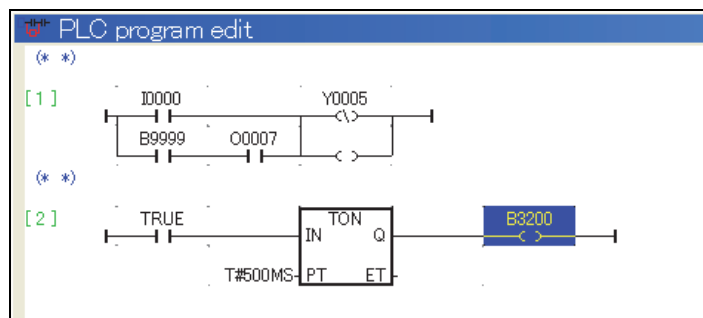 PLC program edit
(* *)
[1] I0000 Y0005
B9999 O0007
(* *)
[2] TRUE TON B3200
IN Q
T#500MS PT ET